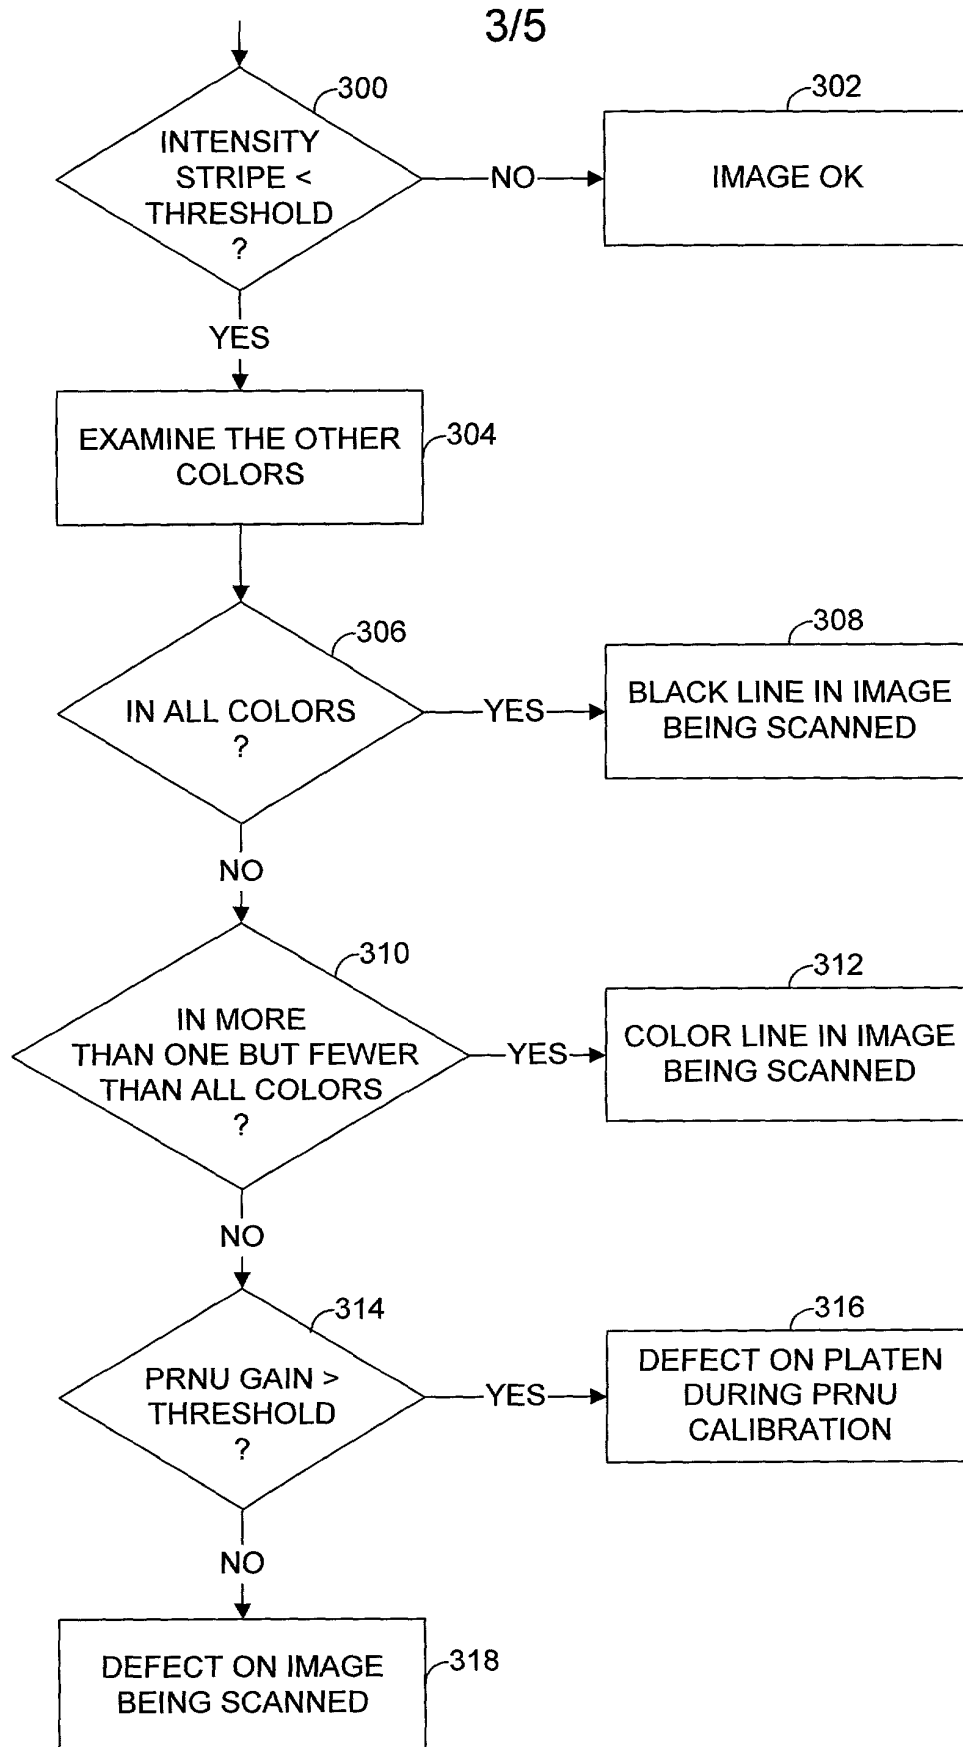 3/5
300
INTENSITY
STRIPE <
THRESHOLD
?
NO
302
IMAGE OK
YES
EXAMINE THE OTHER
COLORS
304
306
IN ALL COLORS
?
YES
308
BLACK LINE IN IMAGE
BEING SCANNED
NO
310
IN MORE
THAN ONE BUT FEWER
THAN ALL COLORS
?
YES
312
COLOR LINE IN IMAGE
BEING SCANNED
NO
314
PRNU GAIN >
THRESHOLD
?
YES
316
DEFECT ON PLATEN
DURING PRNU
CALIBRATION
NO
DEFECT ON IMAGE
BEING SCANNED
318